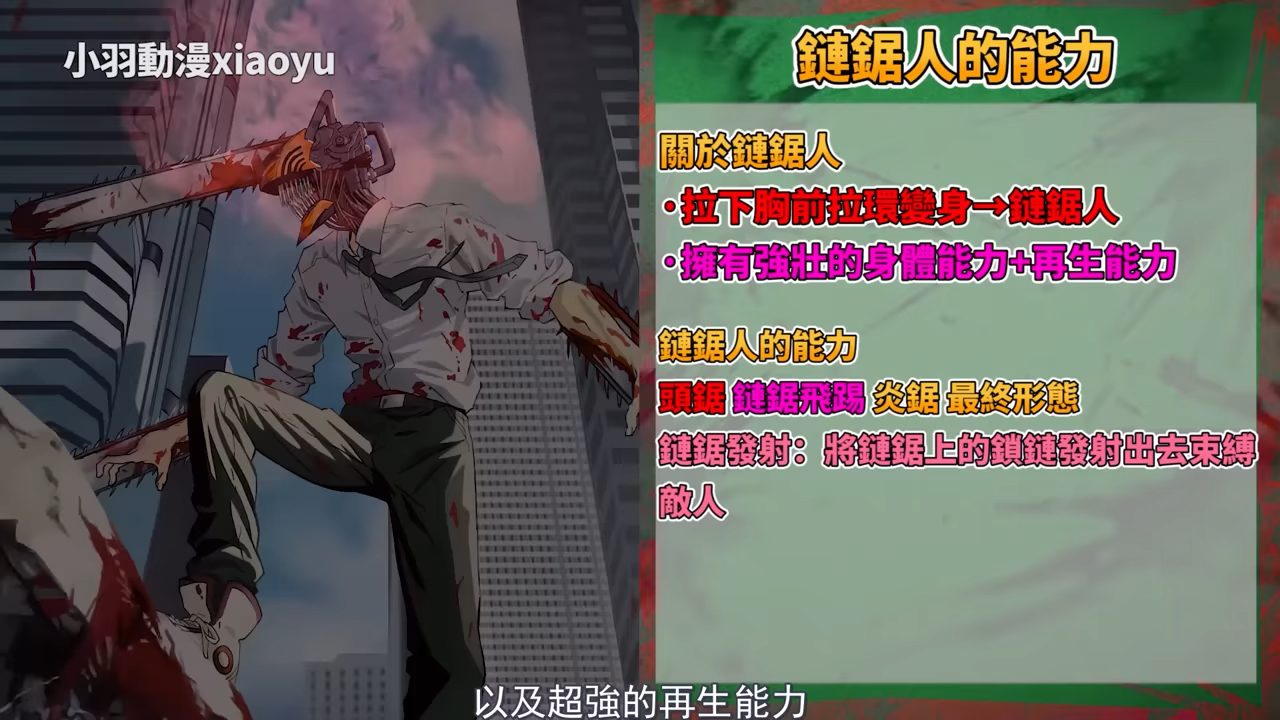 小羽動漫xiaoyu
鏈鋸人的能力
關於鏈鋸人
•拉下胸前拉環變身→鏈鋸人
•擁有強壯的身體能力+再生能力
鏈鋸人的能力
頭鋸 鏈鋸飛踢 炎鋸 最終形態
鏈鋸發射：將鏈鋸上的鎖鏈發射出去束縛
敵人
以及超強的再生能力